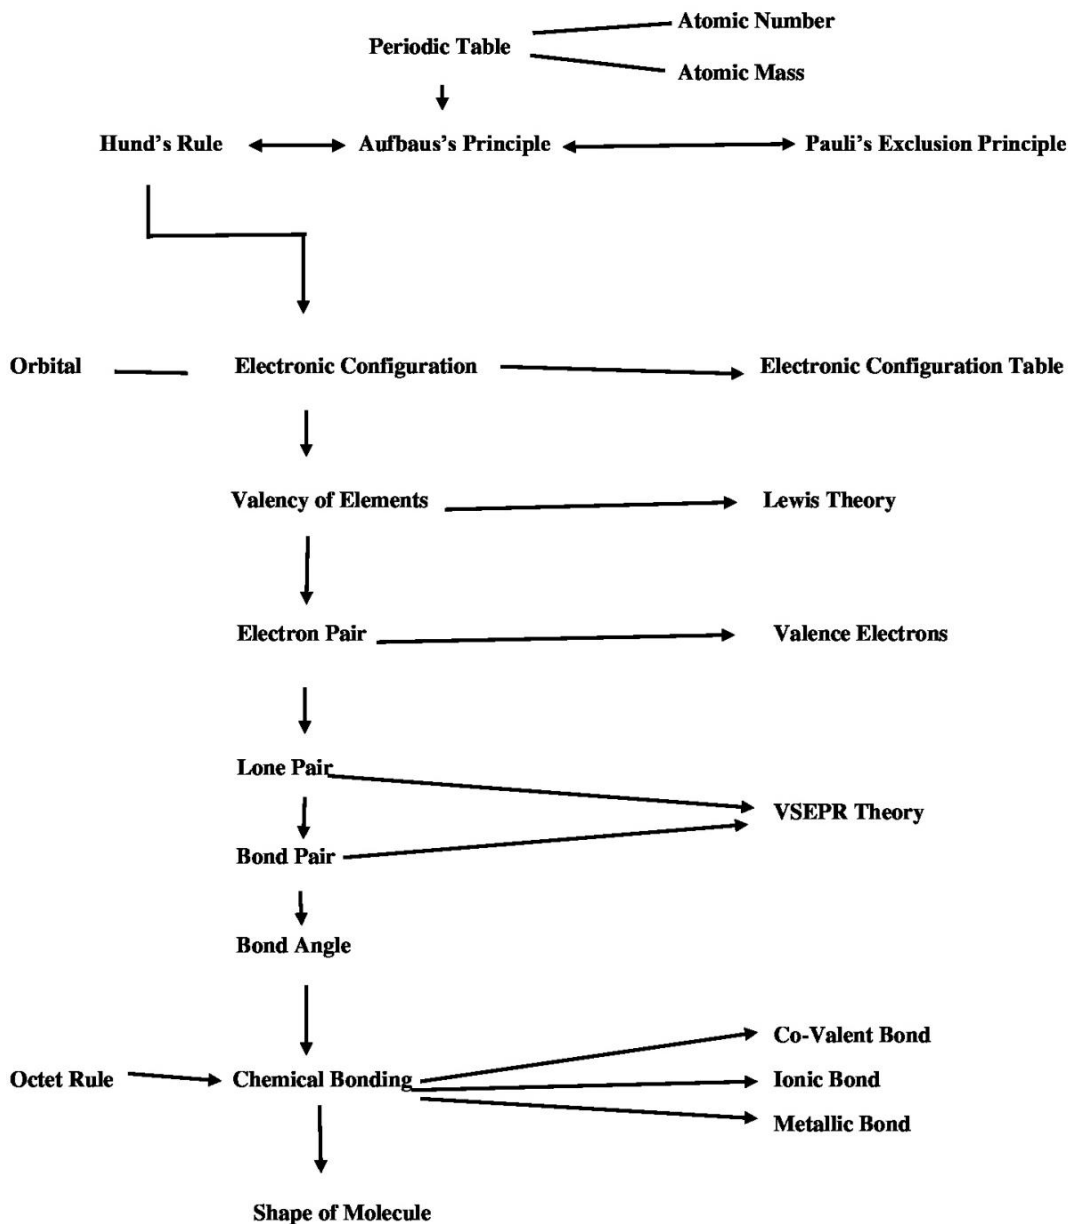 Atomic Number
Periodic Table
Atomic Mass
Hund's Rule
Aufbaus's Principle
Pauli's Exclusion Principle
Orbital
Electronic Configuration
Electronic Configuration Table
Valency of Elements
Lewis Theory
Electron Pair
Valence Electrons
Lone Pair
VSEPR Theory
Bond Pair
Bond Angle
Co-Valent Bond
Octet Rule
Chemical Bonding
Ionic Bond
Metallic Bond
Shape of Molecule